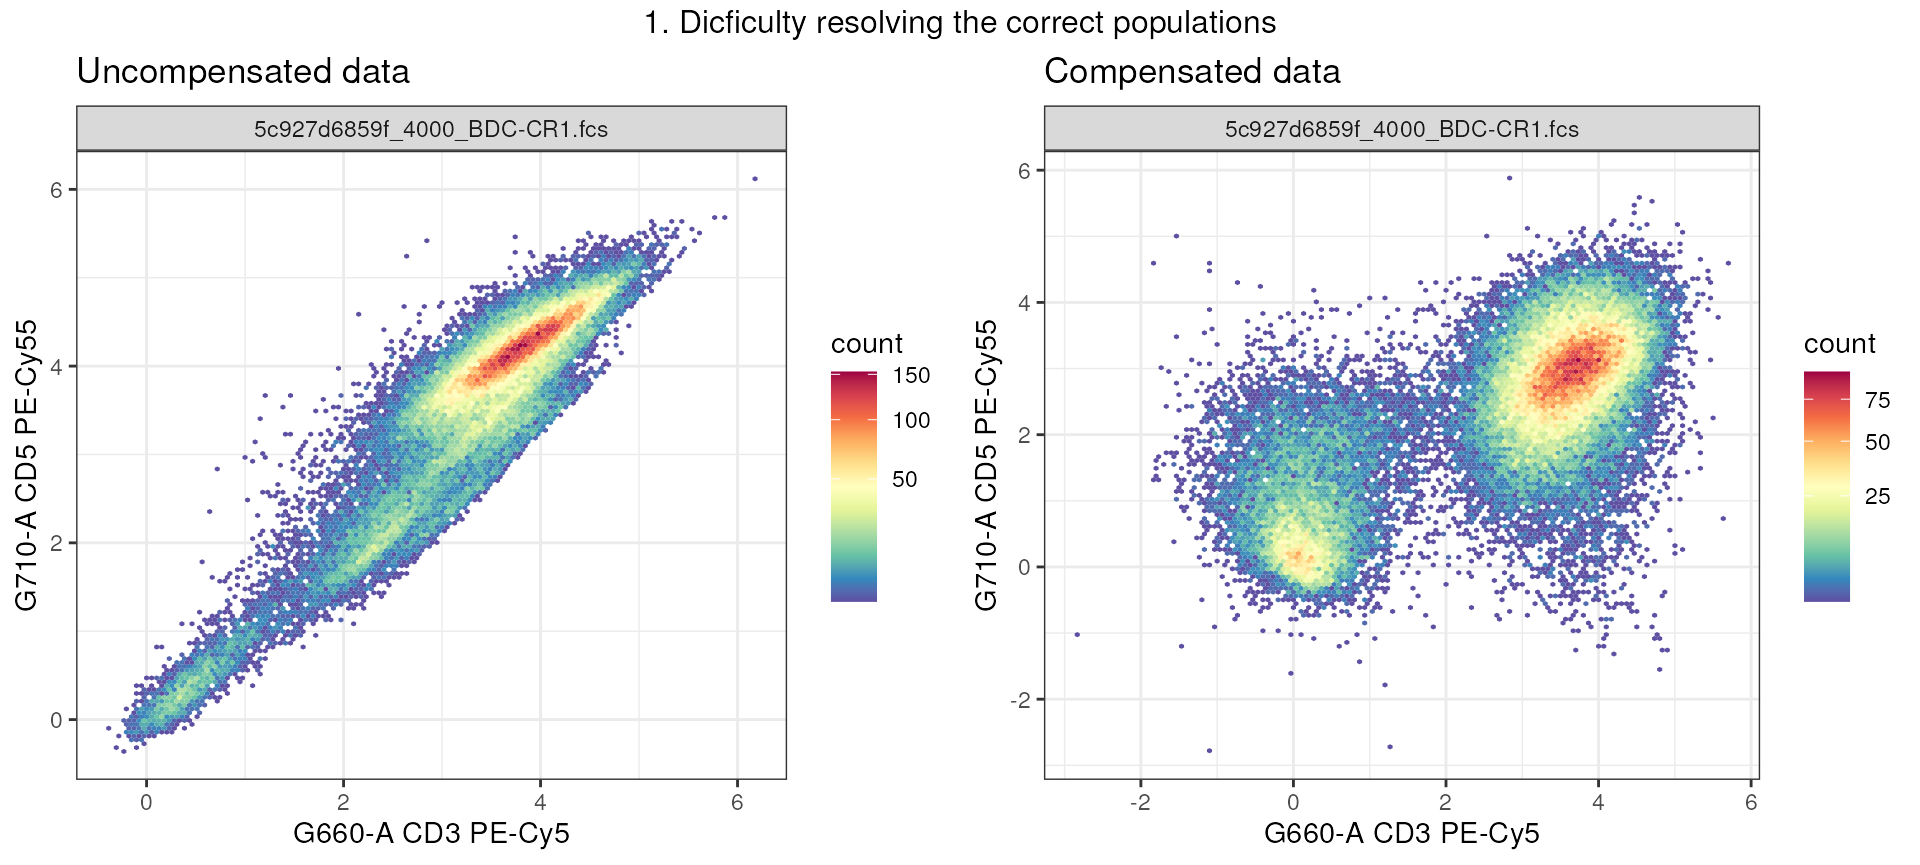 1. Dicficulty resolving the correct populations
Uncompensated data
5c927d6859f_4000_BDC-CR1.fcs
6
4
2
0
0
2
4
6
G710-A CD5 PE-Cy55
G660-A CD3 PE-Cy5
count
150
100
50
Compensated data
5c927d6859f_4000_BDC-CR1.fcs
6
4
2
0
-2
-2
0
2
4
6
G710-A CD5 PE-Cy55
G660-A CD3 PE-Cy5
count
75
50
25